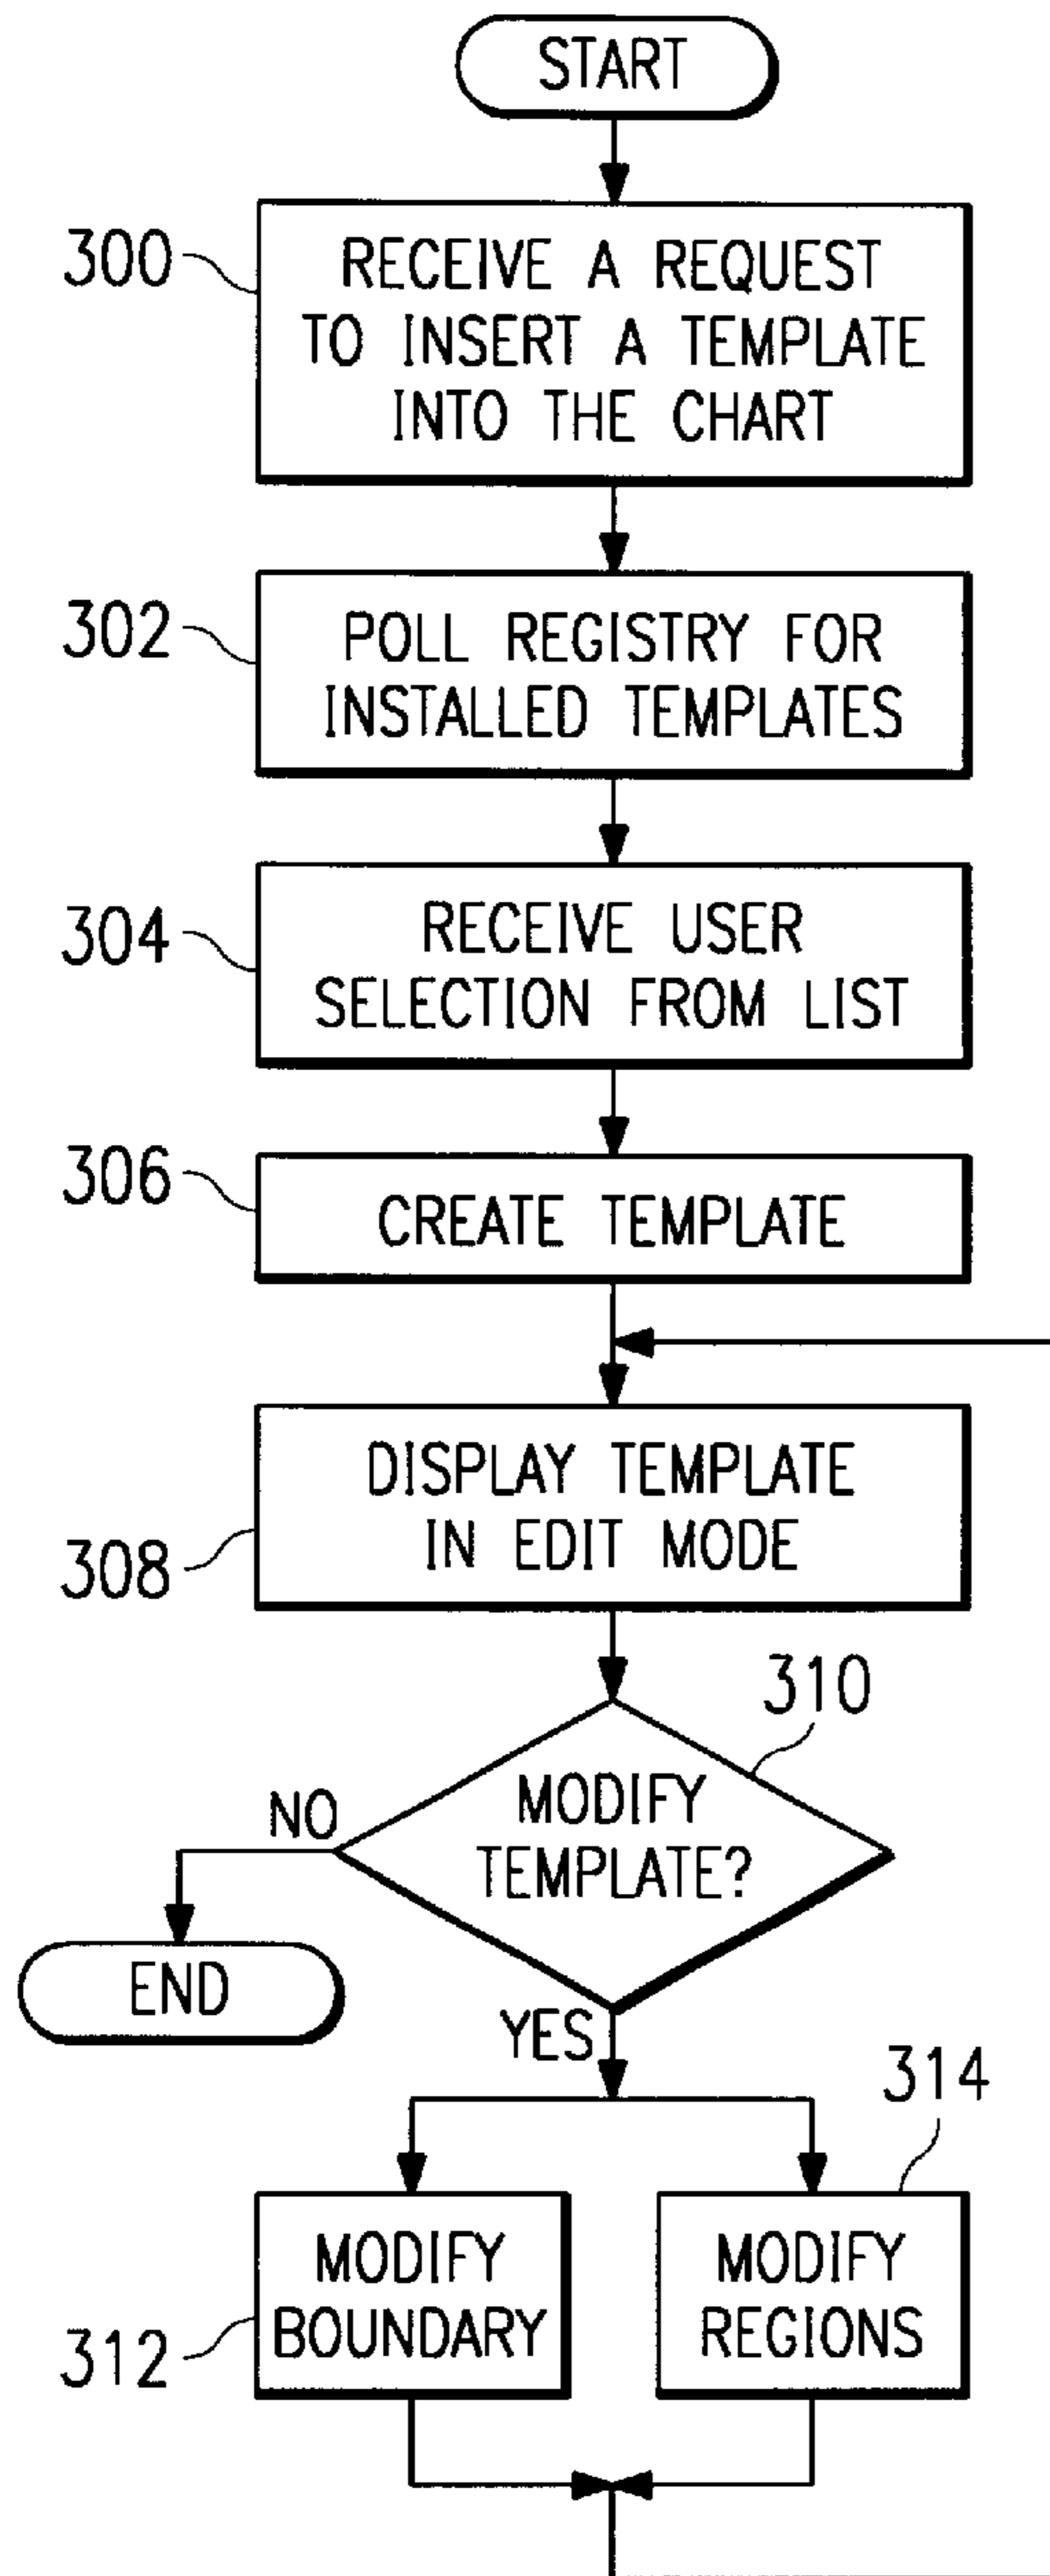 START
300
RECEIVE A REQUEST
TO INSERT A TEMPLATE
INTO THE CHART
302
POLL REGISTRY FOR
INSTALLED TEMPLATES
304
RECEIVE USER
SELECTION FROM LIST
306
CREATE TEMPLATE
DISPLAY TEMPLATE
IN EDIT MODE
308
310
MODIFY
TEMPLATE?
NO
END
YES
314
MODIFY
BOUNDARY
312
MODIFY
REGIONS